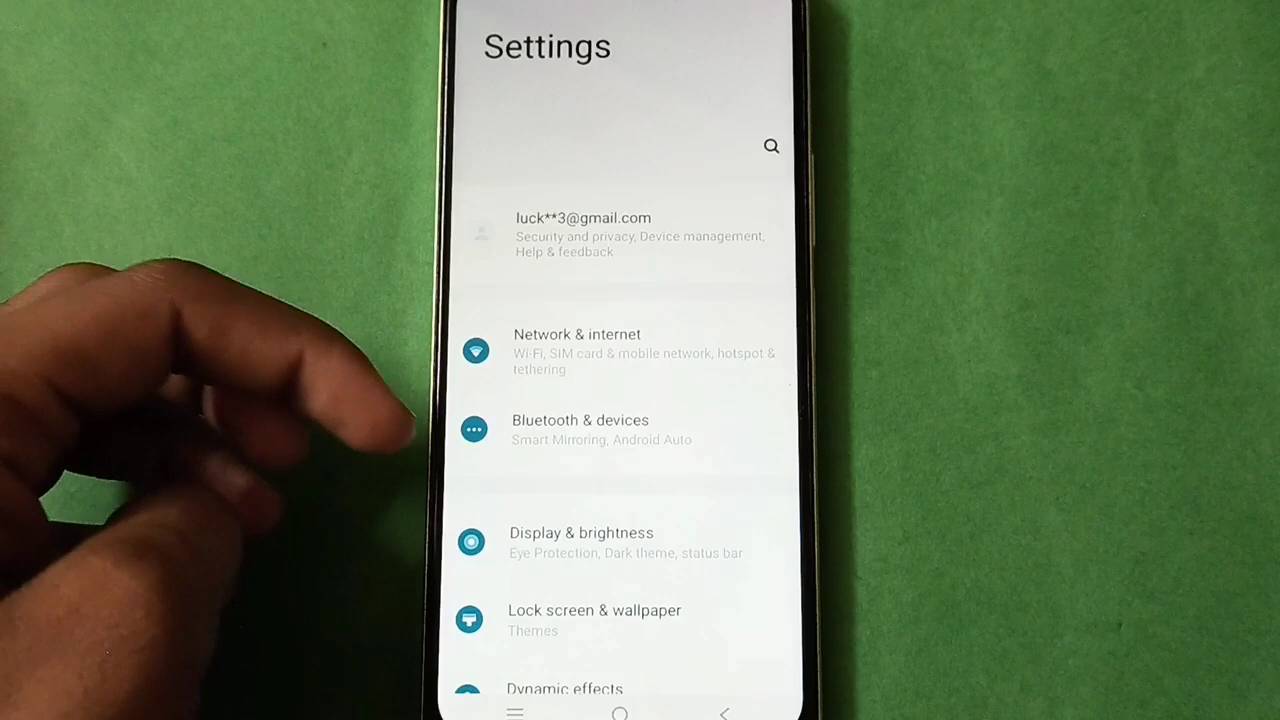 Settings
luck**3@gmail.com
Security and privacy, Device management,
Help & feedback
Network & internet
Wi-Fi, SIM card & mobile network, hotspot &
tethering
Bluetooth & devices
Smart Mirroring, Android Auto
Display & brightness
Eye Protection, Dark theme, status bar
Lock screen & wallpaper
Themes
Dynamic effects